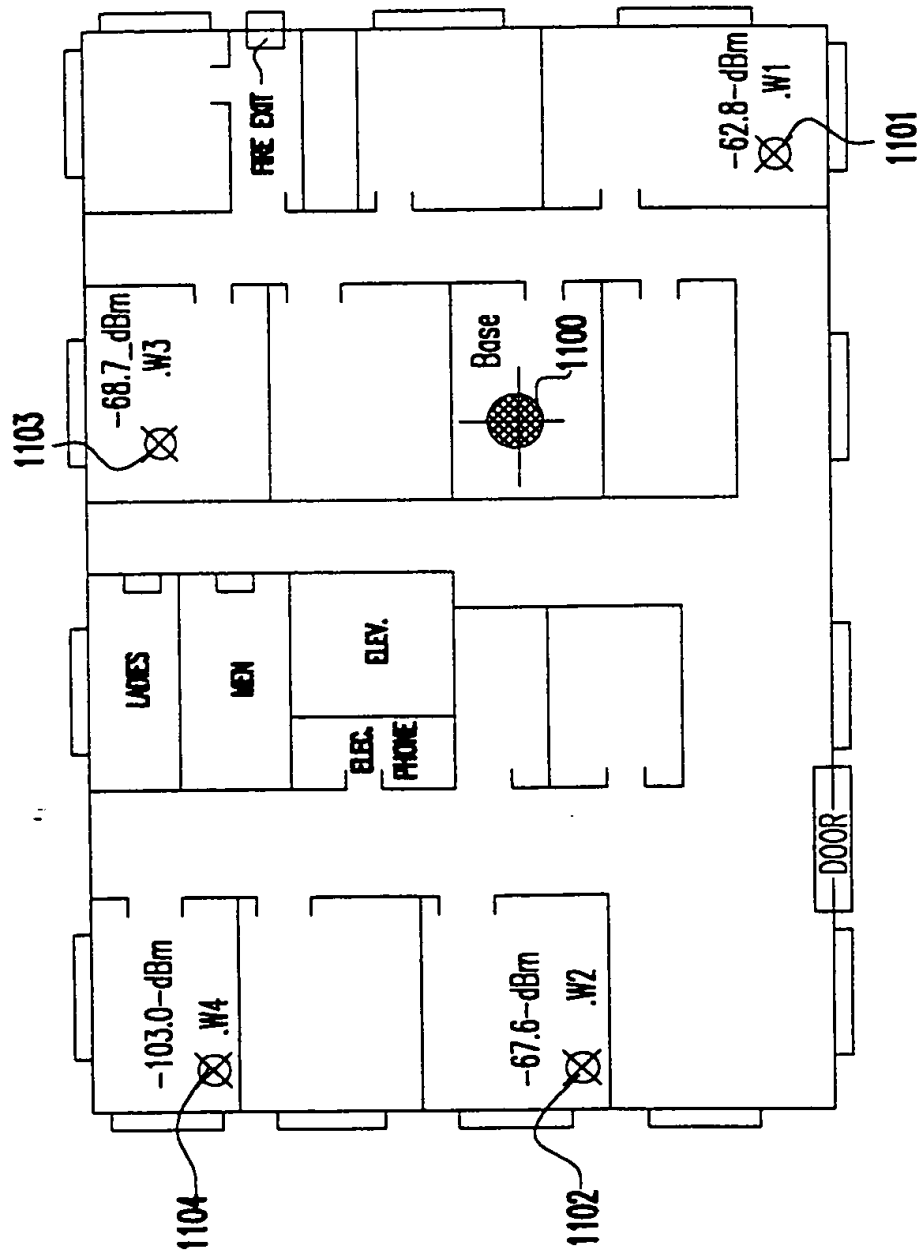 1103
-68.7_dBm
.W3
LADIES
-103.0-dBm
1104
.W4
MEN
FIRE EXIT
ELEC.
ELEV.
PHONE
Base
-67.6-dBm
1100
.W2
1102
-62.8-dBm
.W1
DOOR
1101